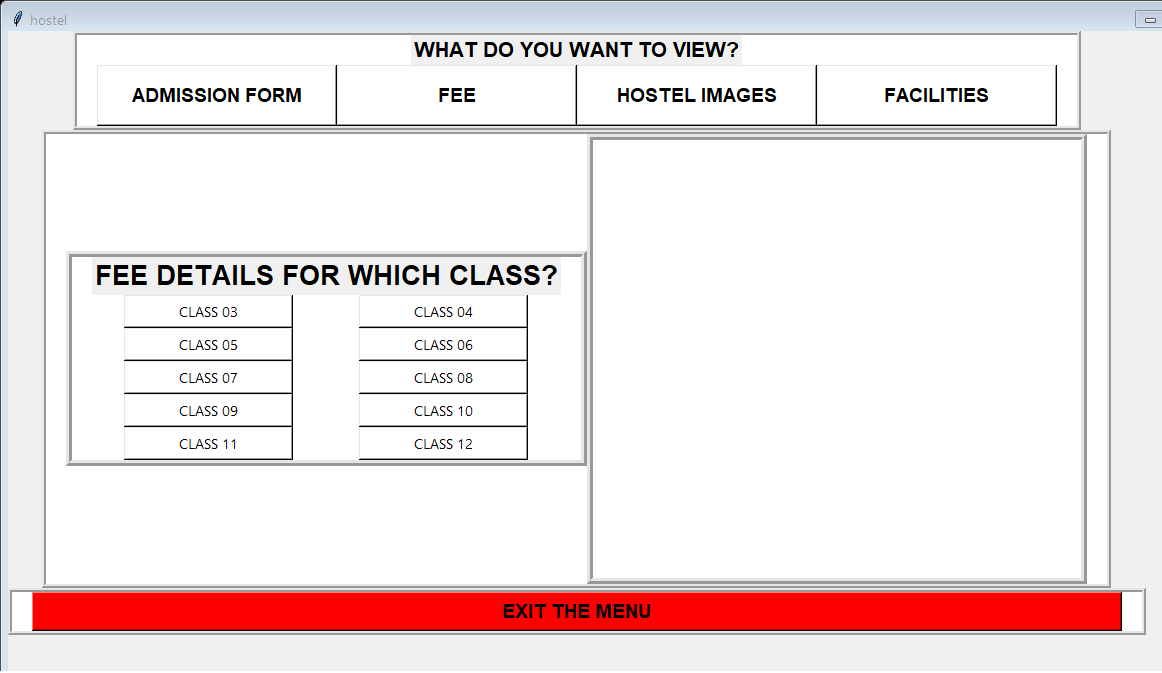 hostel
WHAT DO YOU WANT TO VIEW?
ADMISSION FORM FEE HOSTEL IMAGES FACILITIES
FEE DETAILS FOR WHICH CLASS?
CLASS 03 CLASS 04
CLASS 05 CLASS 06
CLASS 07 CLASS 08
CLASS 09 CLASS 10
CLASS 11 CLASS 12
EXIT THE MENU